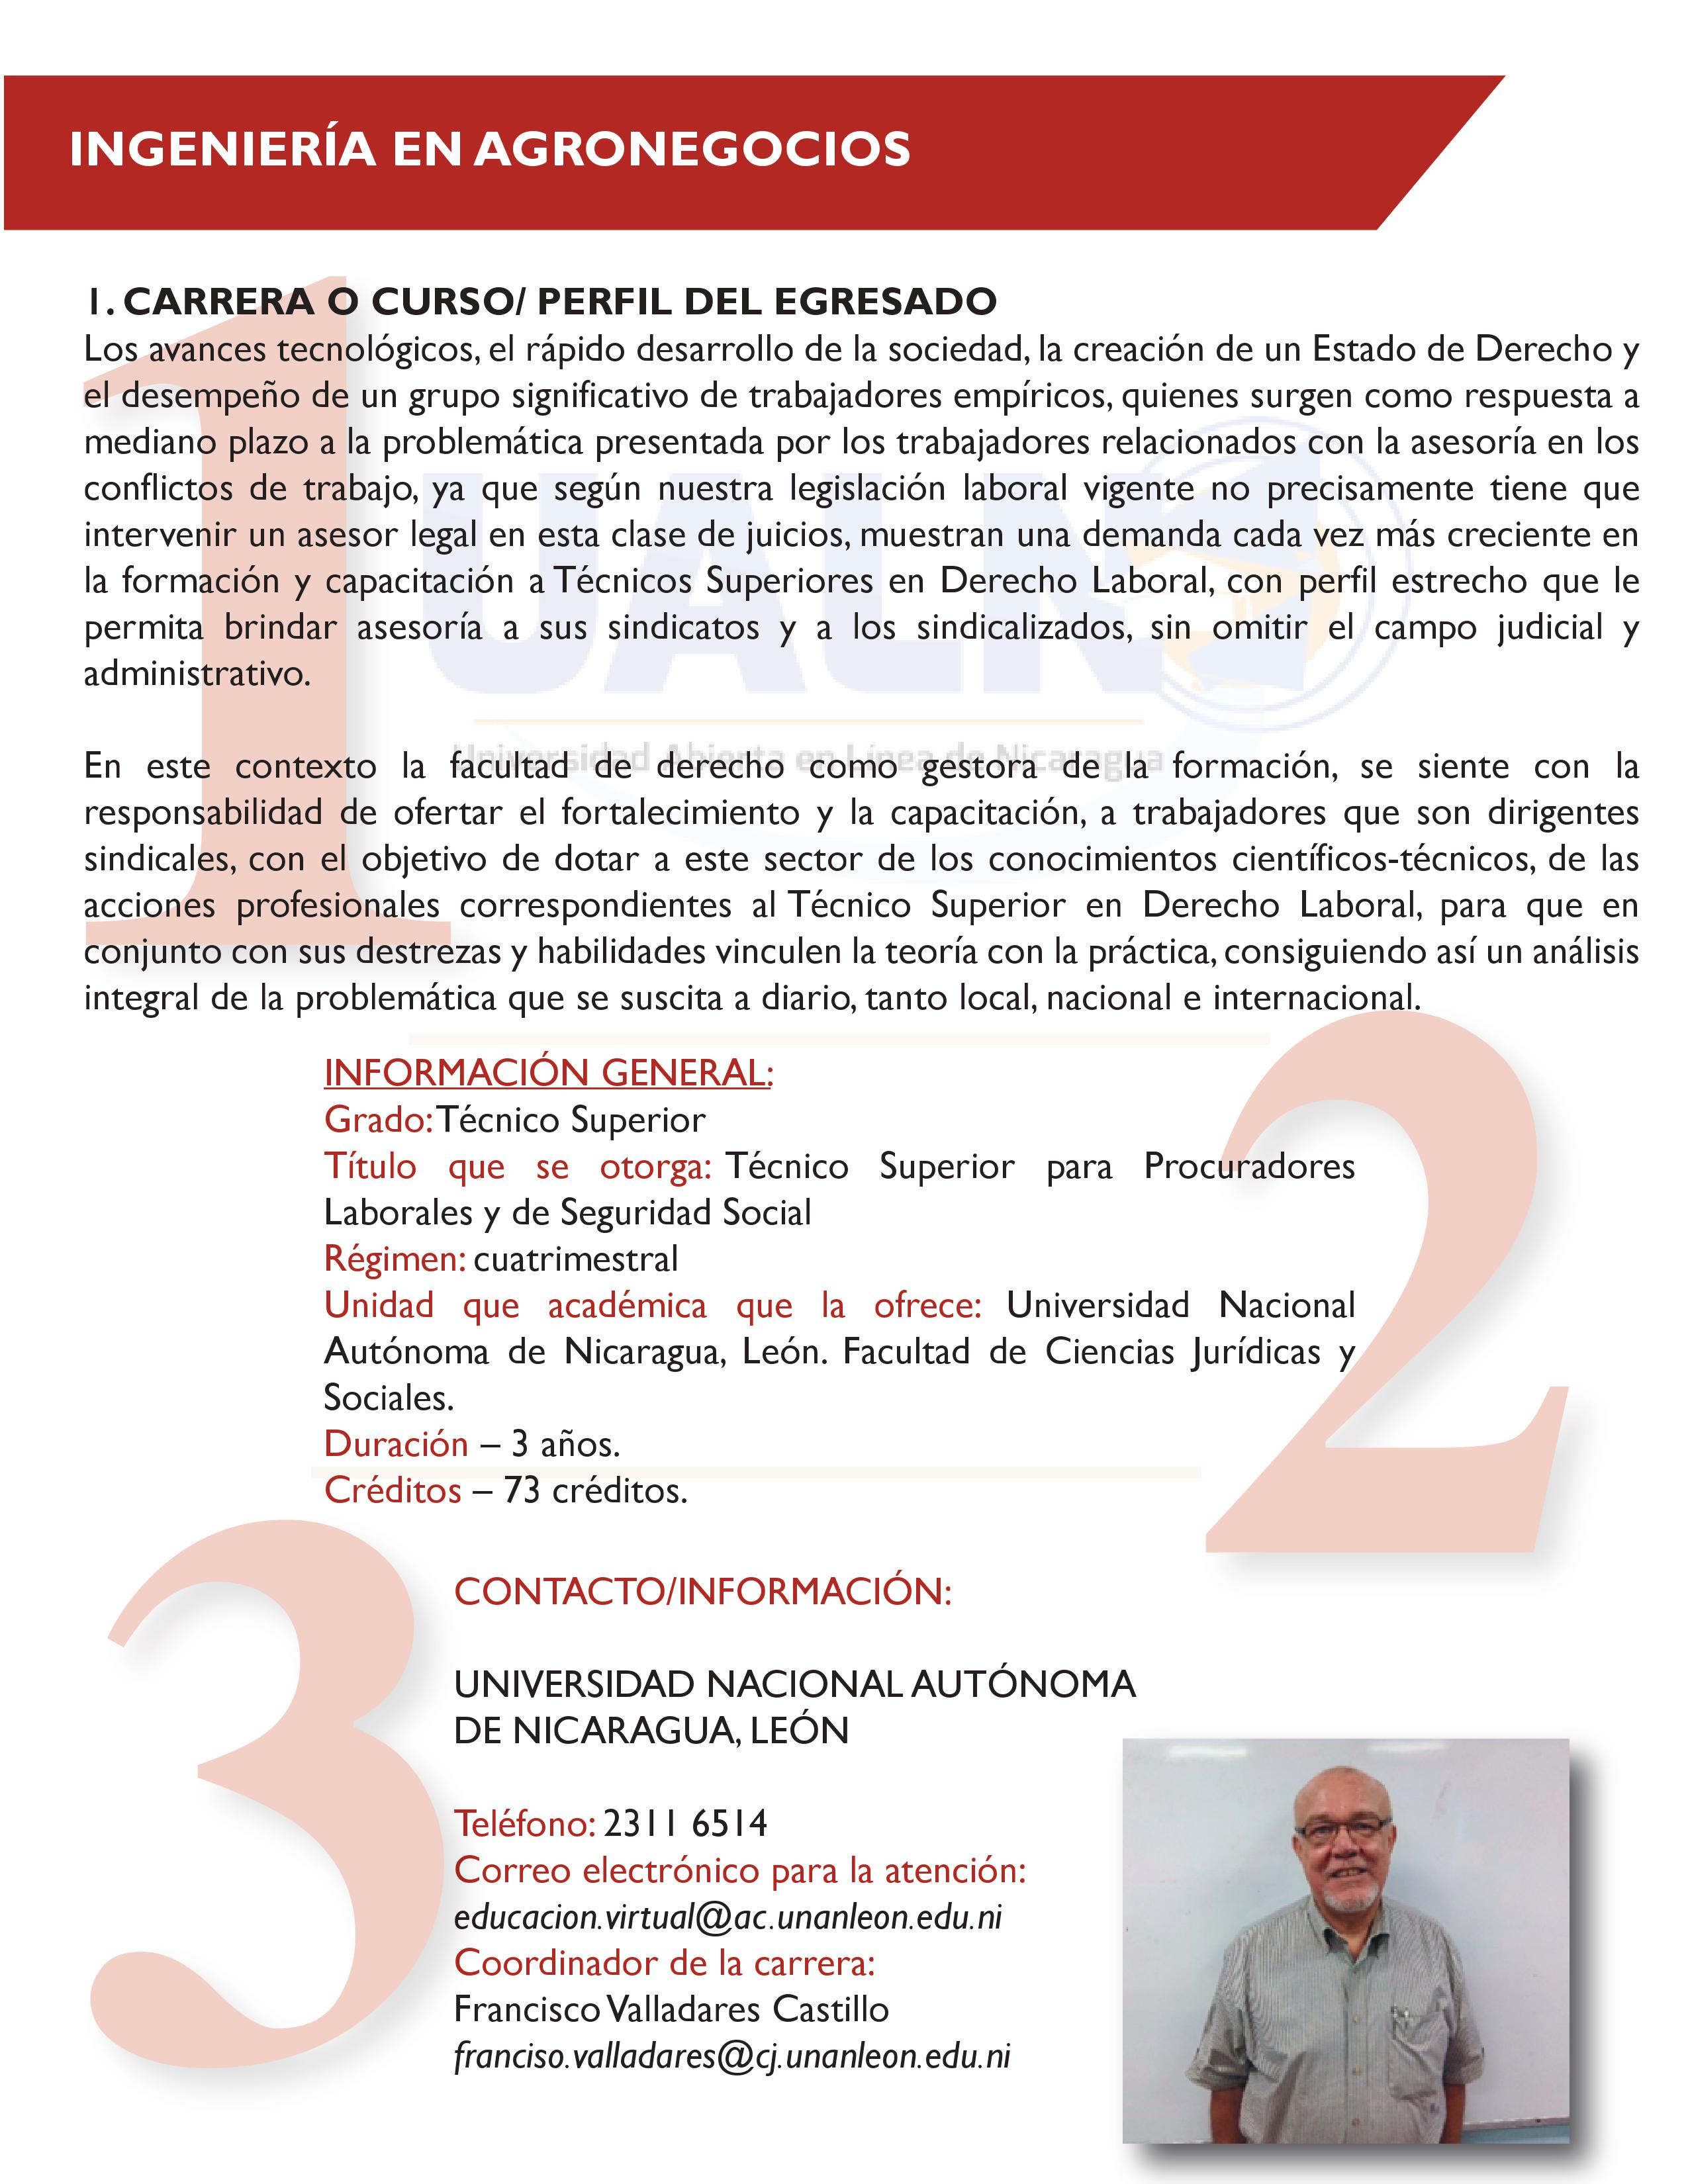 INGENIERÍA EN AGRONEGOCIOS
1. CARRERA O CURSO/ PERFIL DEL EGRESADO
Los avances tecnológicos, el rápido desarrollo de la sociedad, la creación de un Estado de Derecho y
el desempeño de un grupo significativo de trabajadores empíricos, quienes surgen como respuesta a
mediano plazo a la problemática presentada por los trabajadores relacionados con la asesoría en los
conflictos de trabajo, ya que según nuestra legislación laboral vigente no precisamente tiene que
intervenir un asesor legal en esta clase de juicios, muestran una demanda cada vez más creciente en
la formación y capacitación a Técnicos Superiores en Derecho Laboral, con perfil estrecho que le
permita brindar asesoría a sus sindicatos y a los sindicalizados, sin omitir el campo judicial y
administrativo.
UALN
Universidad Abierta en Línea de Nicaragua
En este contexto la facultad de derecho como gestora de la formación, se siente con la
responsabilidad de ofertar el fortalecimiento y la capacitación, a trabajadores que son dirigentes
sindicales, con el objetivo de dotar a este sector de los conocimientos científicos-técnicos, de las
acciones profesionales correspondientes al Técnico Superior en Derecho Laboral, para que en
conjunto con sus destrezas y habilidades vinculen la teoría con la práctica, consiguiendo así un análisis
integral de la problemática que se suscita a diario, tanto local, nacional e internacional.
1
INFORMACIÓN GENERAL:
Grado: Técnico Superior
Título que se otorga: Técnico Superior para Procuradores
Laborales y de Seguridad Social
Régimen: cuatrimestral
Unidad que académica que la ofrece: Universidad Nacional
Autónoma de Nicaragua, León. Facultad de Ciencias Jurídicas y
Sociales.
Duración – 3 años.
Créditos – 73 créditos.
2
CONTACTO/INFORMACIÓN:
UNIVERSIDAD NACIONAL AUTÓNOMA
DE NICARAGUA, LEÓN
Teléfono: 2311 6514
Correo electrónico para la atención:
educacion.virtual@ac.unanleon.edu.ni
Coordinador de la carrera:
Francisco Valladares Castillo
franciso.valladares@cj.unanleon.edu.ni
3